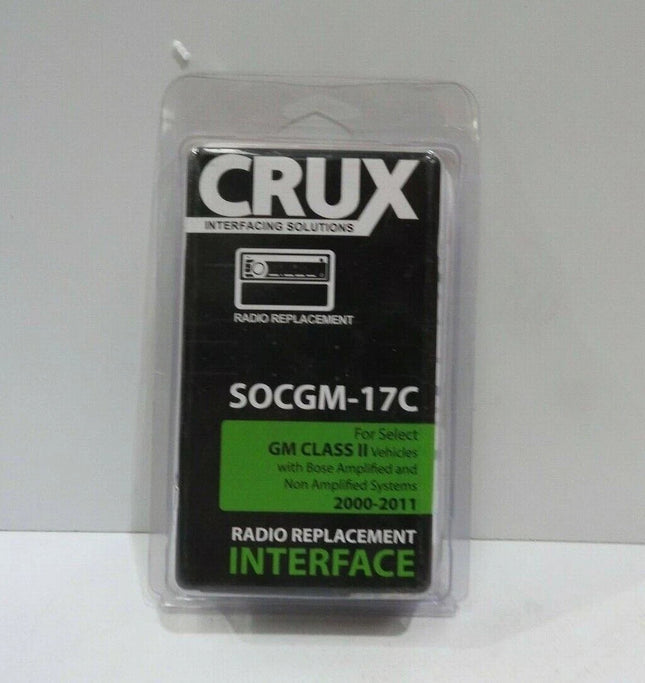 CRUX
INTERFACING SOLUTIONS
RADIO REPLACEMENT
SOCGM-17C
For Select
GM CLASS II Vehicles
with Bose Amplified and
Non Amplified Systems
2000-2011
RADIO REPLACEMENT
INTERFACE